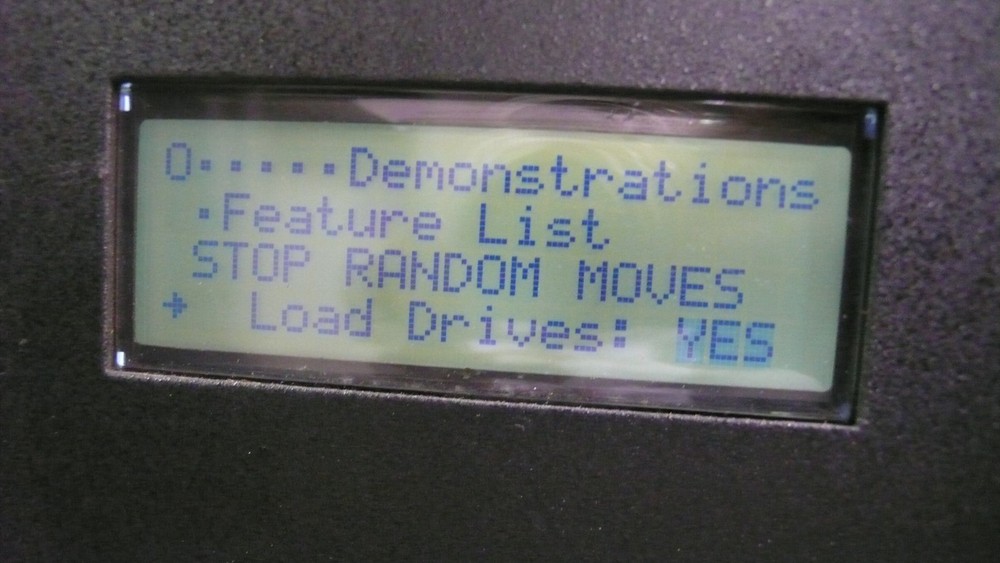 0·····Demonstrations
·Feature List
STOP RANDOM MOVES
→ Load Drives: YES